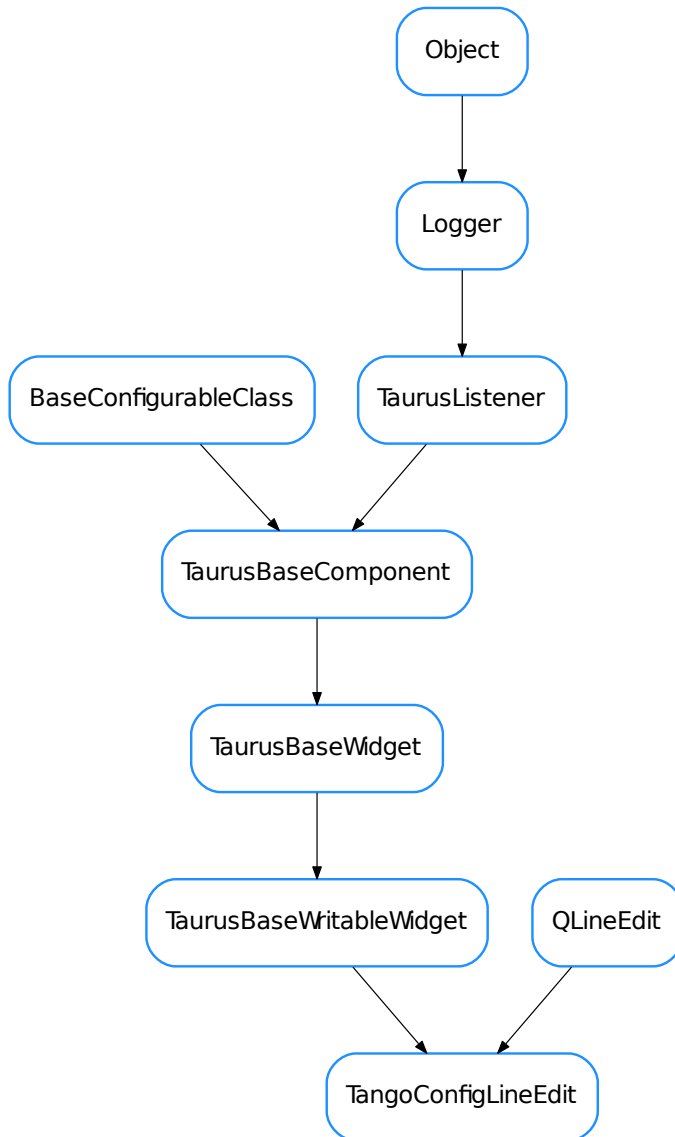 Object
Logger
BaseConfigurableClass
TaurusListener
TaurusBaseComponent
TaurusBaseWidget
TaurusBaseWritableWidget
QLineEdit
TangoConfigLineEdit